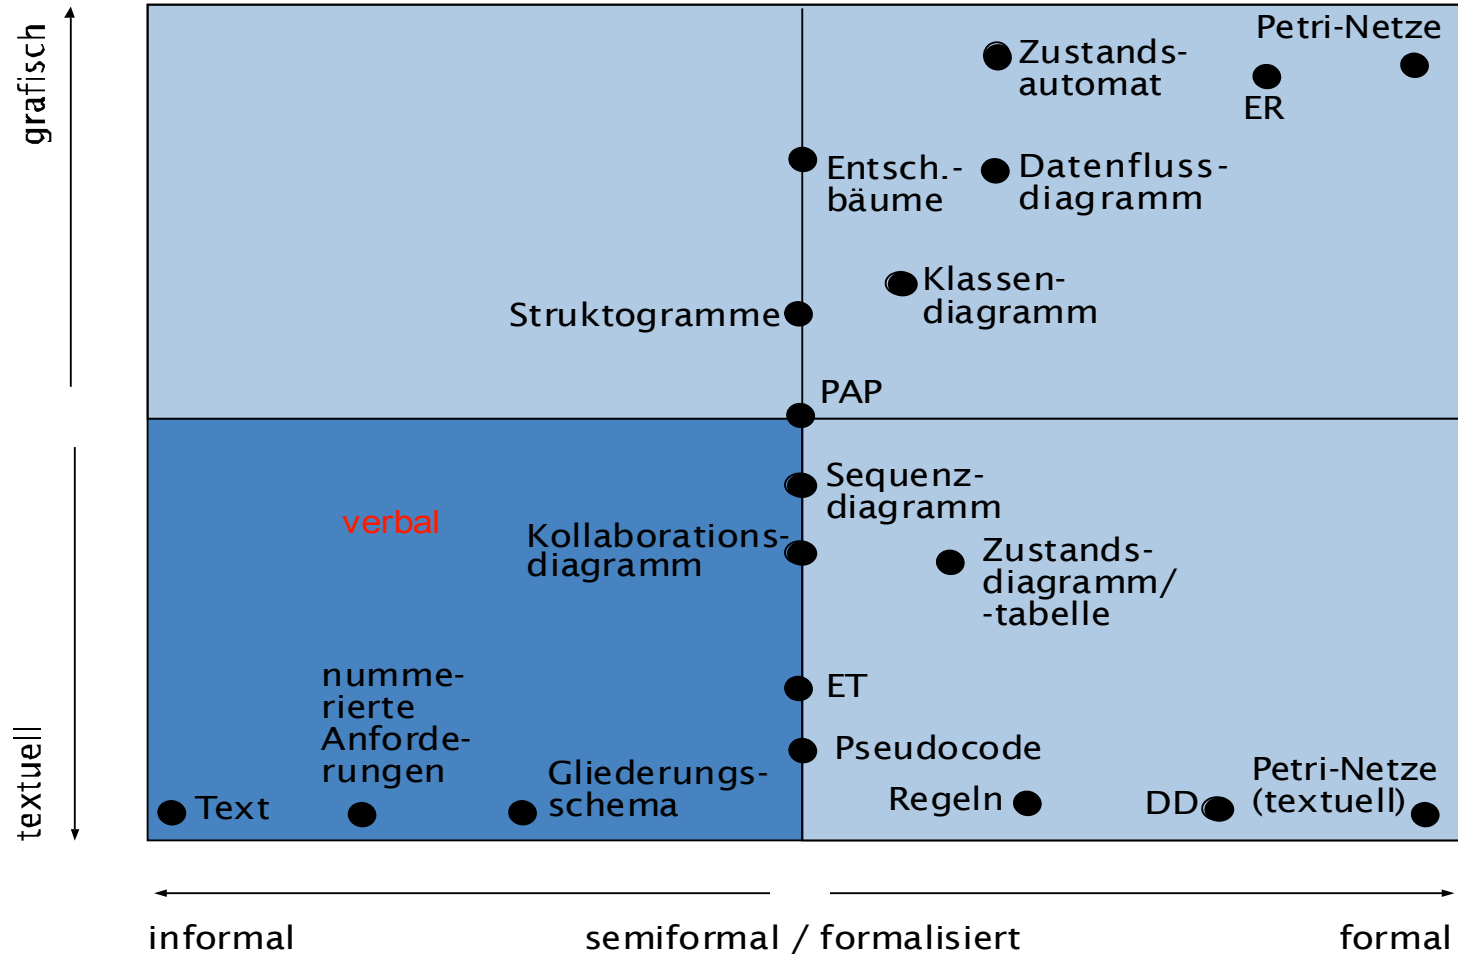 grafisch
textuell
Petri-Netze
Zustands-
automat
ER
Entsch.-
bäume
Datenfluss-
diagramm
Klassen-
diagramm
Struktogramme
PAP
Sequenz-
diagramm
verbal
Kollaborations-
diagramm
Zustands-
diagramm/
-tabelle
numme-
rierte
Anforde-
rungen
ET
Pseudocode
Gliederungs-
schema
Text
Regeln
DD
Petri-Netze
(textuell)
informal
semiformal / formalisiert
formal